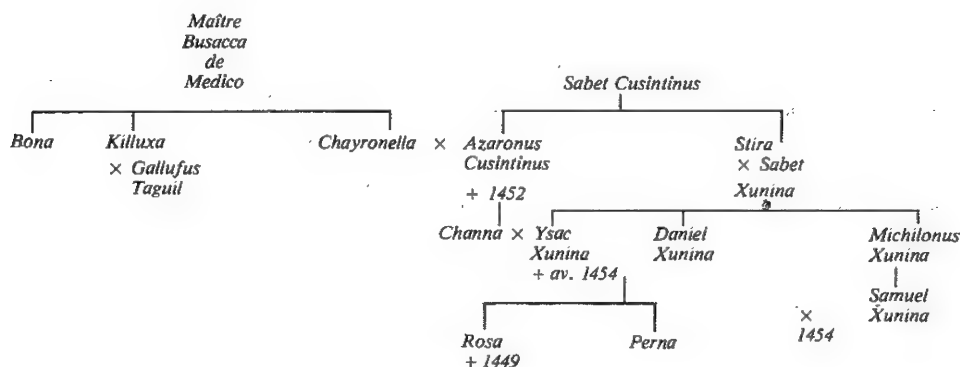 Maître
Busacca
de
Medico
Sabet Cusintinus
Bona Killuxa Chayronella × Azaronus Stira
× Gallufus Cusintinus × Sabet
Taguil
+ 1452 Xunina
Channa × Ysac Daniel Michilonus
Xunina Xunina Xunina
+ av. 1454
Samuel
× Xunina
Rosa Perna 1454
+ 1449